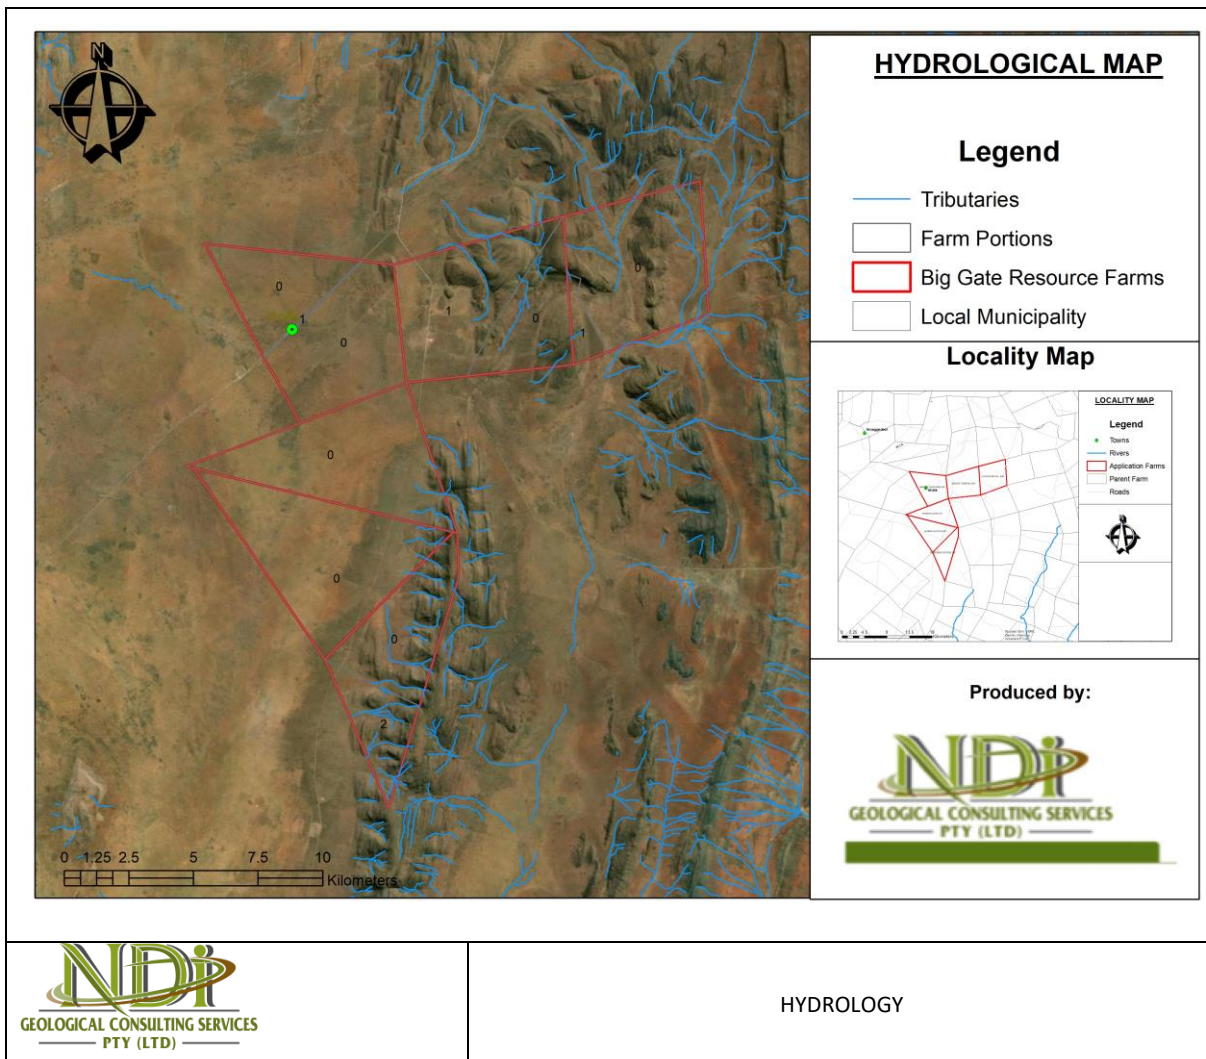 N
HYDROLOGICAL MAP
Legend
Tributaries
Farm Portions
Big Gate Resource Farms
Local Municipality
0
1
0
1
0
1
0
0
0
0
2
0 1.25 2.5 5 7.5 10
Kilometers
Locality Map
LOCALITY MAP
Legend
Towns
Rivers
Application Farms
Parent Farm
Roads
Kilometers
Produced by:
NDi
GEOLOGICAL CONSULTING SERVICES
PTY (LTD)
NDi
GEOLOGICAL CONSULTING SERVICES
PTY (LTD)
HYDROLOGY